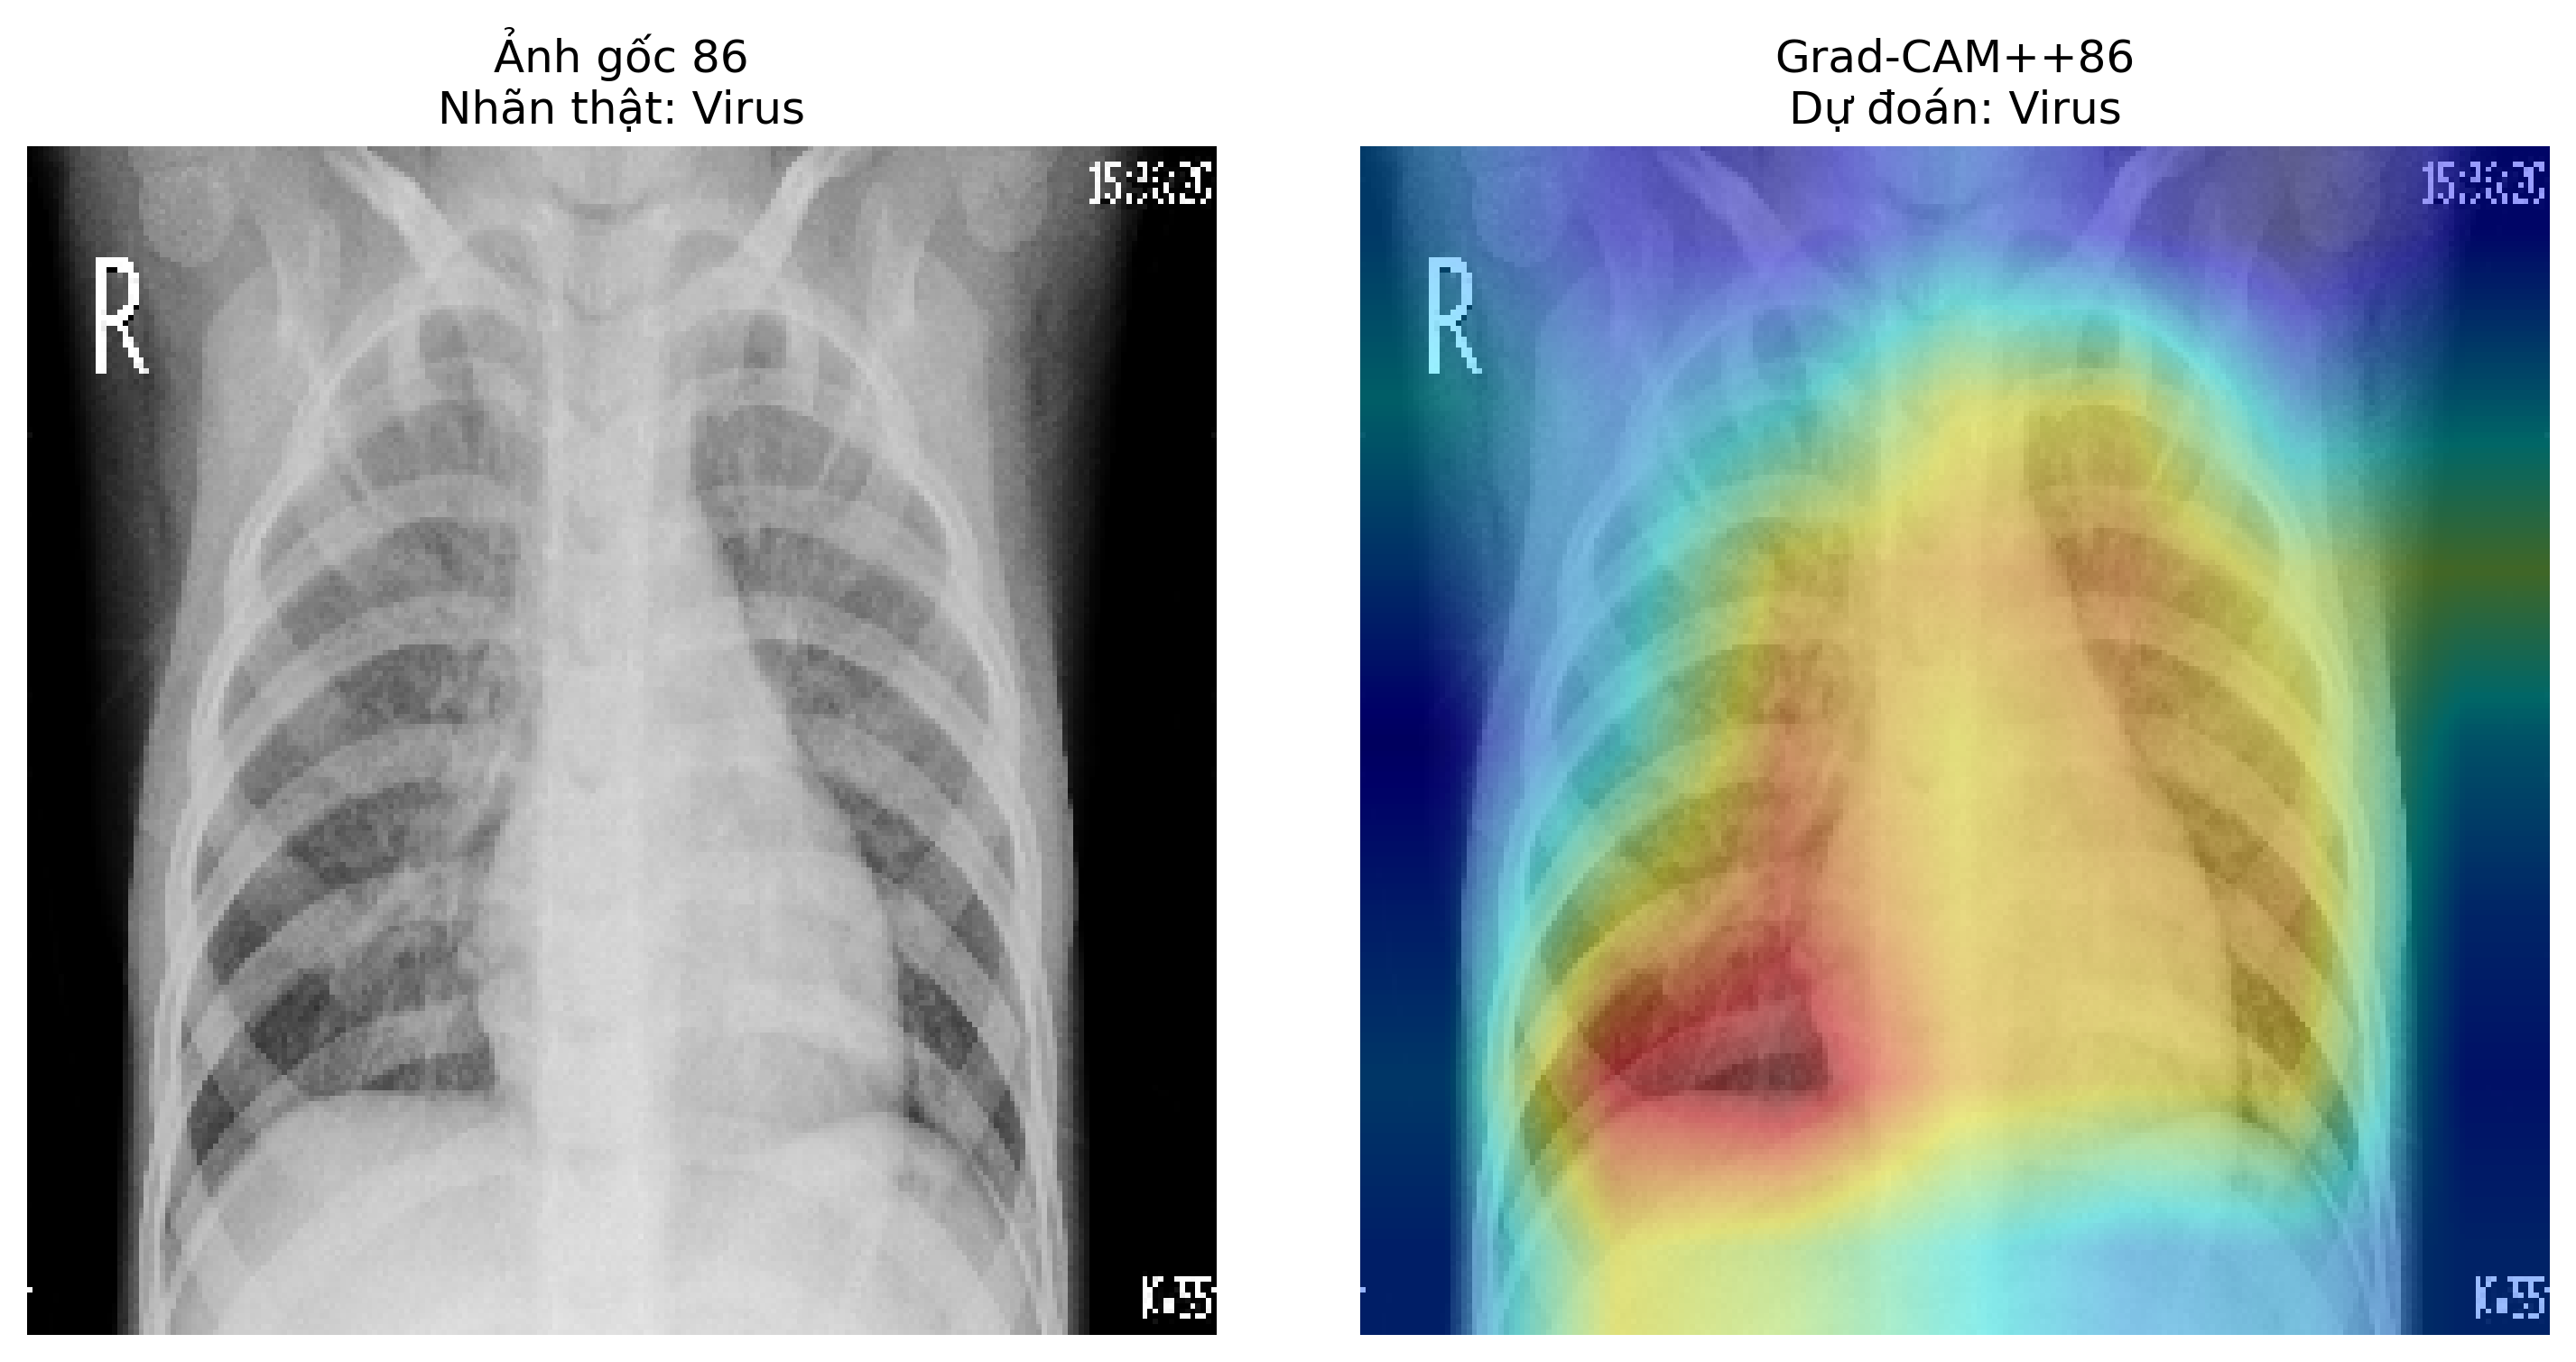 Ảnh gốc 86
Nhãn thật: Virus
Grad-CAM++86
Dự đoán: Virus
R
R